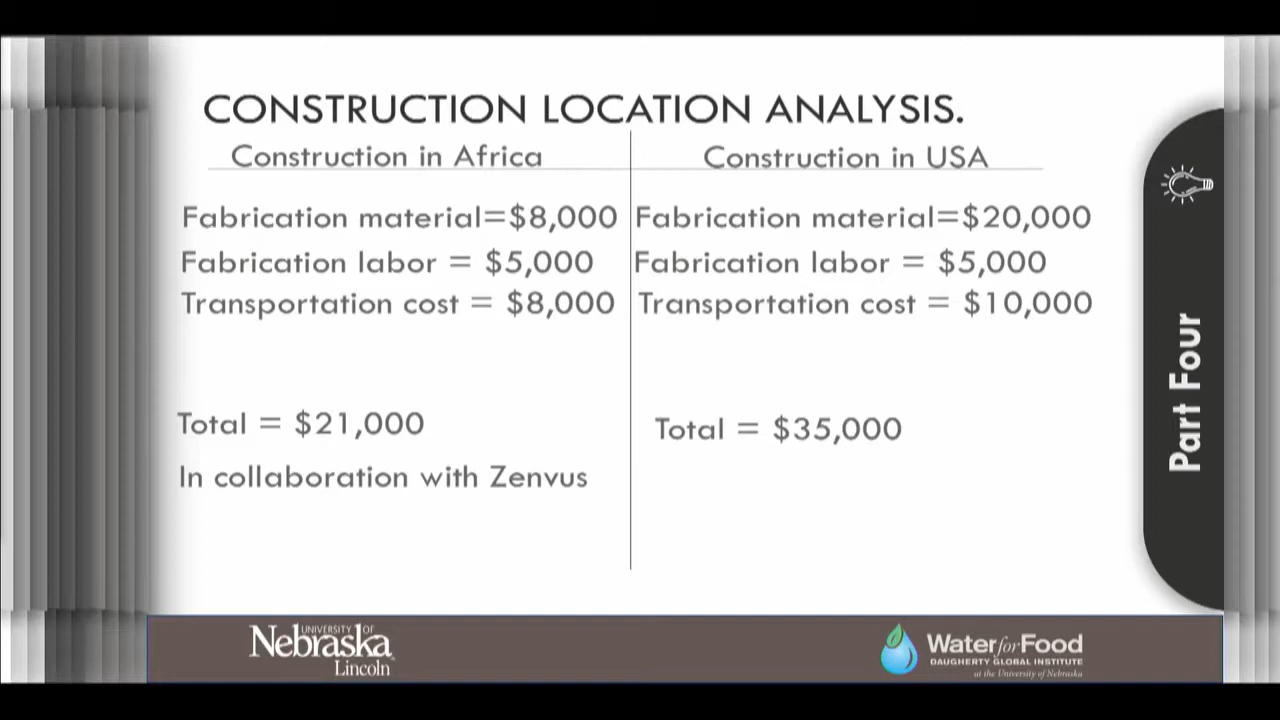 CONSTRUCTION LOCATION ANALYSIS.
Construction in Africa
Fabrication material=$8,000
Fabrication labor = $5,000
Transportation cost = $8,000
Total = $21,000
In collaboration with Zenvus
Construction in USA
Fabrication material=$20,000
Fabrication labor = $5,000
Transportation cost = $10,000
Total = $35,000
Part Four
UNIVERSITY OF
Nebraska
Lincoln
Water for Food
DAUGHERTY GLOBAL INSTITUTE
at the University of Nebraska